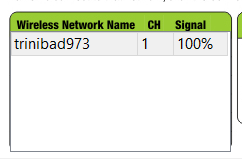 Wireless Network Name CH Signal
trinibad973 1 100%